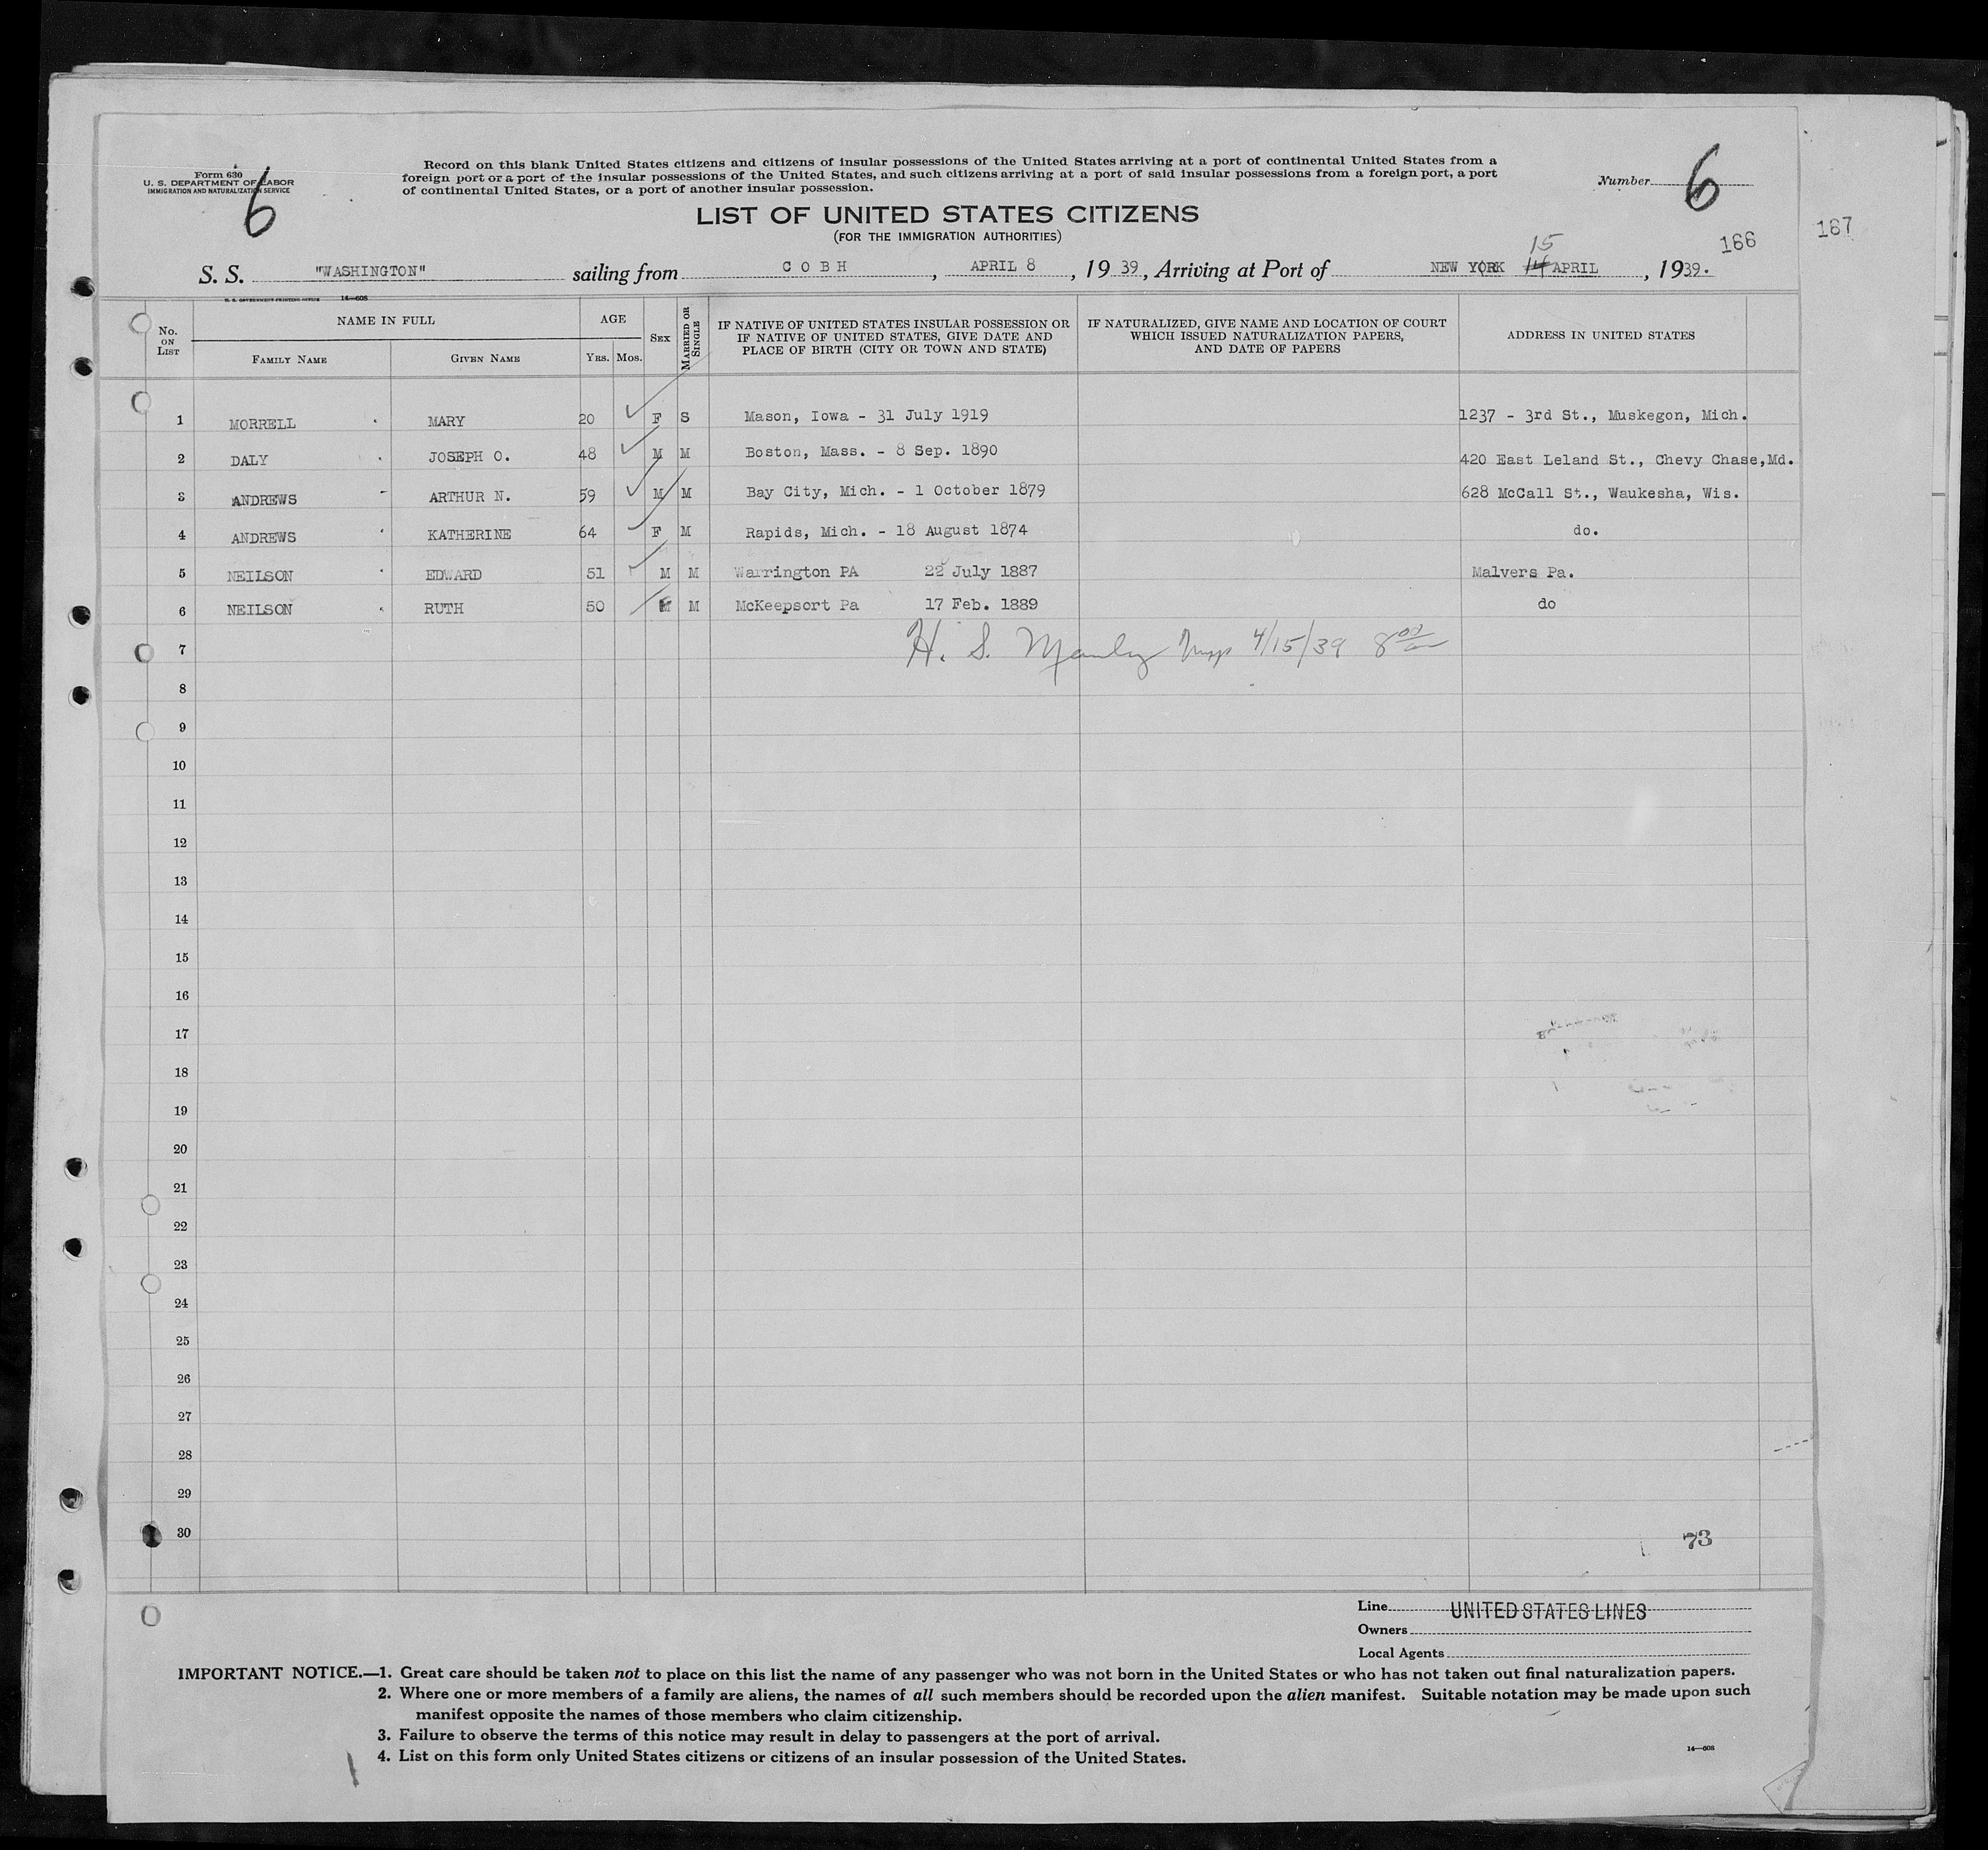 Form 630
U. S. DEPARTMENT OF LABOR
IMMIGRATION AND NATURALIZATION SERVICE
6
Record on this blank United States citizens and citizens of insular possessions of the United States arriving at a port of continental United States from a
foreign port or a port of the insular possessions of the United States, and such citizens arriving at a port of said insular possessions from a foreign port, a port
of continental United States, or a port of another insular possession.
Number 6
LIST OF UNITED STATES CITIZENS
(FOR THE IMMIGRATION AUTHORITIES)
166 167
15
S. S. "WASHINGTON" sailing from COBH, APRIL 8, 19 39, Arriving at Port of NEW YORK 14 APRIL, 1939.
U. S. GOVERNMENT PRINTING OFFICE 14—608
No. ON LIST
NAME IN FULL
FAMILY NAME
GIVEN NAME
AGE
YRS. MOS.
SEX
MARRIED OR SINGLE
IF NATIVE OF UNITED STATES INSULAR POSSESSION OR
IF NATIVE OF UNITED STATES, GIVE DATE AND
PLACE OF BIRTH (CITY OR TOWN AND STATE)
IF NATURALIZED, GIVE NAME AND LOCATION OF COURT
WHICH ISSUED NATURALIZATION PAPERS,
AND DATE OF PAPERS
ADDRESS IN UNITED STATES
1 MORRELL MARY 20 F S Mason, Iowa - 31 July 1919 1237 - 3rd St., Muskegon, Mich.
2 DALY JOSEPH O. 48 M M Boston, Mass. - 8 Sep. 1890 420 East Leland St., Chevy Chase,Md.
3 ANDREWS ARTHUR N. 59 M M Bay City, Mich. - 1 October 1879 628 McCall St., Waukesha, Wis.
4 ANDREWS KATHERINE 64 F M Rapids, Mich. - 18 August 1874 do.
5 NEILSON EDWARD 51 M M Warrington PA 22 July 1887 Malvers Pa.
6 NEILSON RUTH 50 M McKeepsort Pa 17 Feb. 1889 do
7 H. S. Manley 4/15/39 8 00
8
9
10
11
12
13
14
15
16
17
18
19
20
21
22
23
24
25
26
27
28
29
30
73
Line UNITED STATES LINES
Owners
Local Agents
IMPORTANT NOTICE.—1. Great care should be taken not to place on this list the name of any passenger who was not born in the United States or who has not taken out final naturalization papers.
2. Where one or more members of a family are aliens, the names of all such members should be recorded upon the alien manifest. Suitable notation may be made upon such
manifest opposite the names of those members who claim citizenship.
3. Failure to observe the terms of this notice may result in delay to passengers at the port of arrival.
4. List on this form only United States citizens or citizens of an insular possession of the United States.
14—608